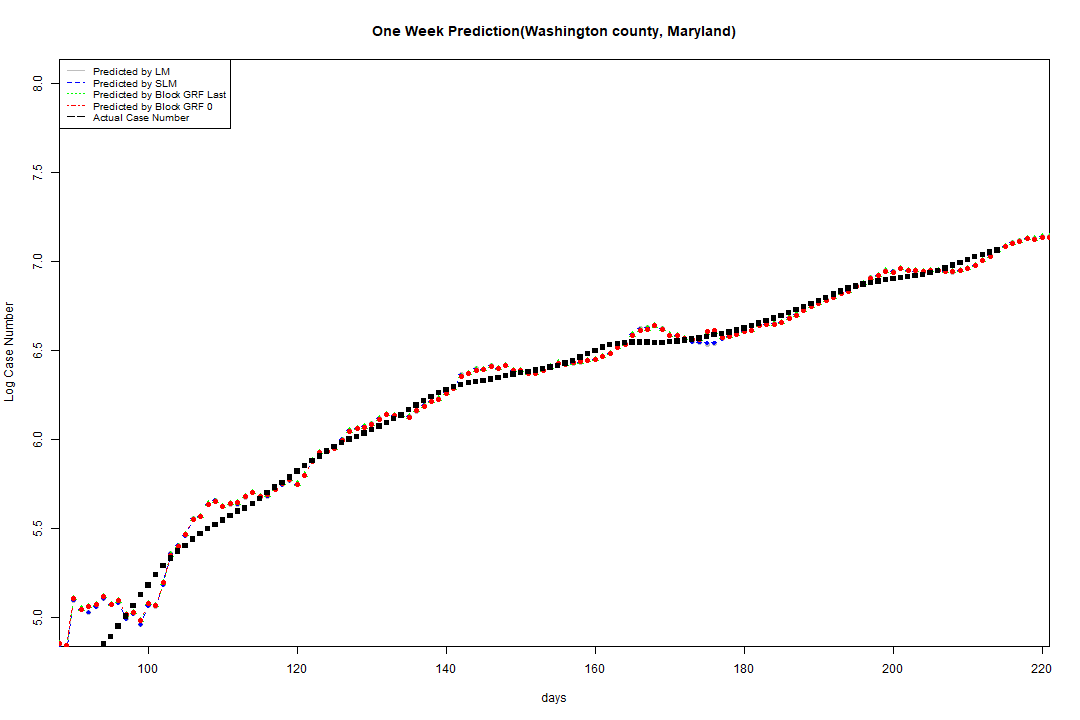 One Week Prediction(Washington county, Maryland)
Predicted by LM
Predicted by SLM
Predicted by Block GRF Last
Predicted by Block GRF 0
Actual Case Number
8.0
7.5
7.0
6.5
6.0
5.5
5.0
Log Case Number
100 120 140 160 180 200 220
days